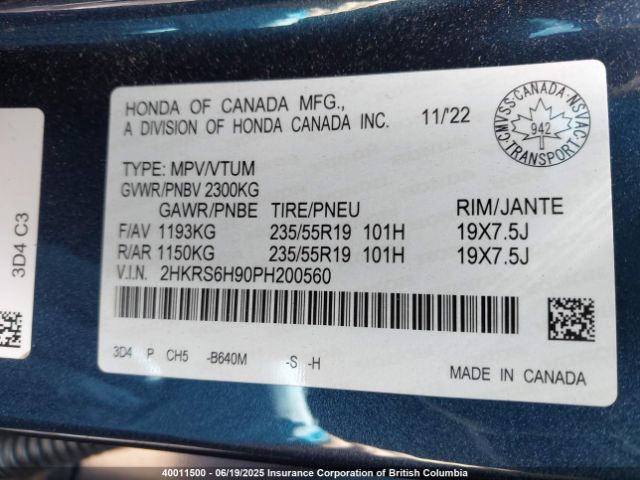 HONDA OF CANADA MFG.,
A DIVISION OF HONDA CANADA INC. 11/'22
CMVSS-CANADA-NSVAC
942
TRANSPORT
TYPE: MPV/VTUM
GVWR/PNBV 2300KG
GAWR/PNBE TIRE/PNEU RIM/JANTE
F/AV 1193KG 235/55R19 101H 19X7.5J
R/AR 1150KG 235/55R19 101H 19X7.5J
V.I.N. 2HKRS6H90PH200560
3D4 P CH5 -B640M -S -H
MADE IN CANADA
3D4 C3
40011500 - 06/19/2025 Insurance Corporation of British Columbia